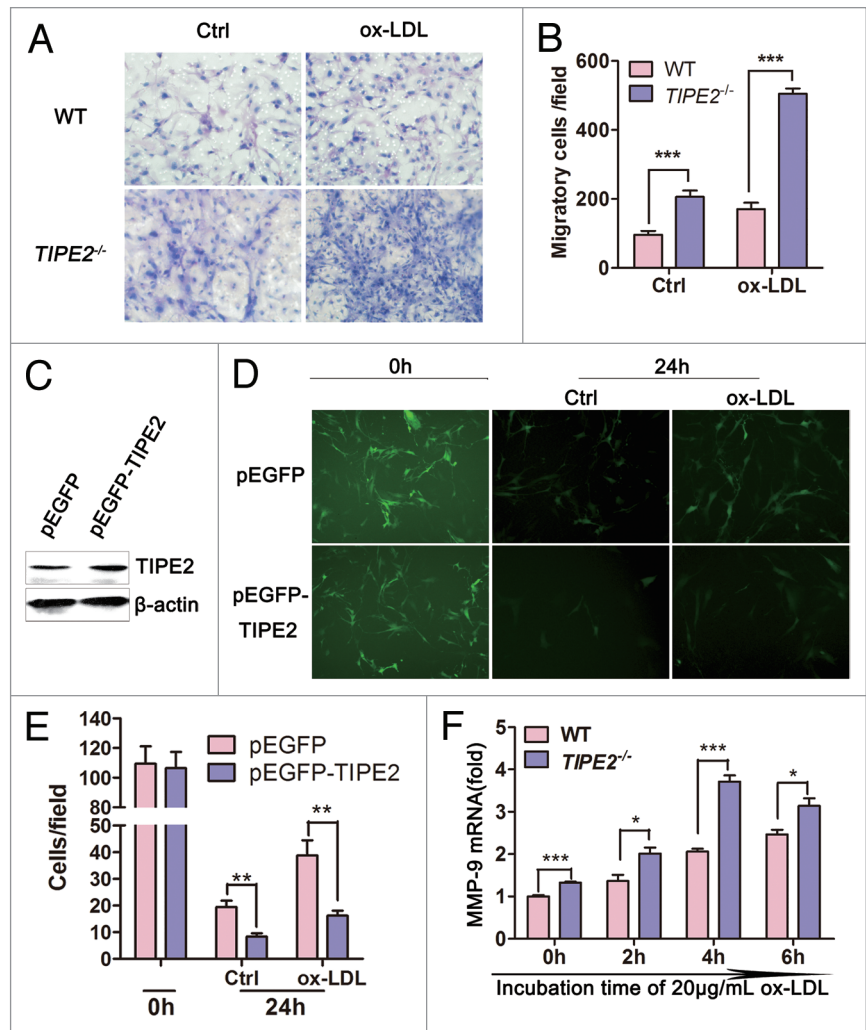 A
Ctrl
ox-LDL
WT
TIPE2-/-
B
Migratory cells /field
600
400
200
0
WT
TIPE2-/-
***
***
Ctrl
ox-LDL
C
pEGFP
pEGFP-TIPE2
TIPE2
β-actin
D
0h
24h
Ctrl
ox-LDL
pEGFP
pEGFP-
TIPE2
E
Cells/field
140
120
100
80
50
40
30
20
10
0
pEGFP
pEGFP-TIPE2
**
**
Ctrl
ox-LDL
0h
24h
F
MMP-9 mRNA(fold)
5
4
3
2
1
0
WT
TIPE2-/-
***
*
***
*
0h
2h
4h
6h
Incubation time of 20μg/mL ox-LDL